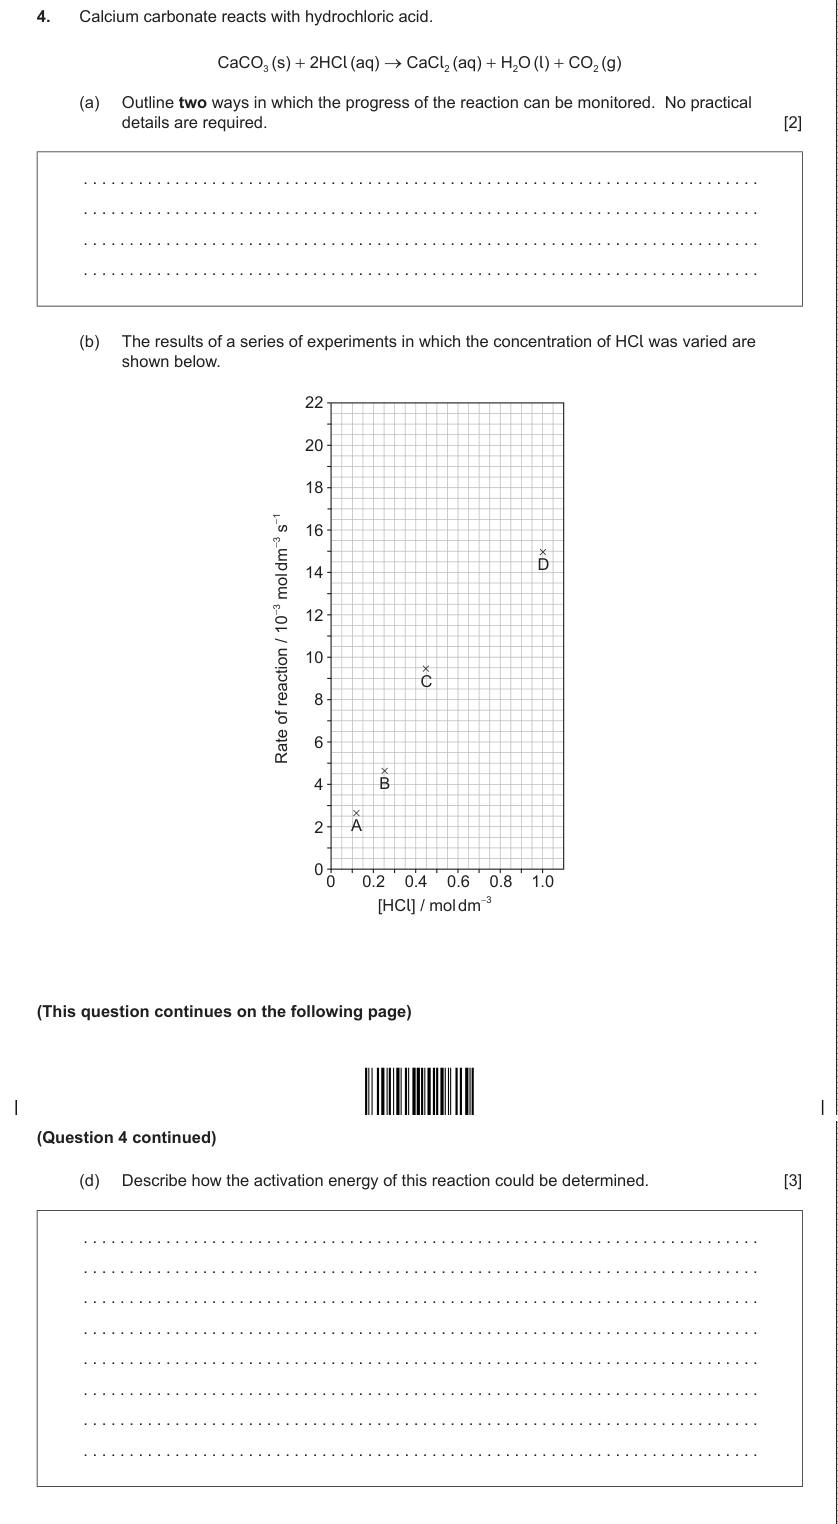 4. Calcium carbonate reacts with hydrochloric acid.
CaCO₃ (s) + 2HCl (aq) → CaCl₂ (aq) + H₂O (l) + CO₂ (g)
(a) Outline two ways in which the progress of the reaction can be monitored. No practical
details are required. [2]
(b) The results of a series of experiments in which the concentration of HCl was varied are
shown below.
22
20
18
16
14
12
10
8
6
4
2
0
Rate of reaction / 10⁻³ mol dm⁻³ s⁻¹
D
C
B
A
0 0.2 0.4 0.6 0.8 1.0
[HCl] / mol dm⁻³
(This question continues on the following page)
(Question 4 continued)
(d) Describe how the activation energy of this reaction could be determined. [3]